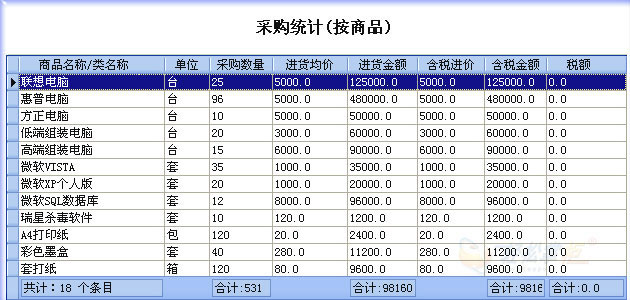 采购统计(按商品)
商品名称/类名称 单位 采购数量 进货均价 进货金额 含税进价 含税金额 税额
联想电脑 台 25 5000.0 125000.0 5000.0 125000.0 0.0
惠普电脑 台 96 5000.0 480000.0 5000.0 480000.0 0.0
方正电脑 台 10 5000.0 50000.0 5000.0 50000.0 0.0
低端组装电脑 台 20 3000.0 60000.0 3000.0 60000.0 0.0
高端组装电脑 台 15 6000.0 90000.0 6000.0 90000.0 0.0
微软VISTA 套 35 1000.0 35000.0 1000.0 35000.0 0.0
微软XP个人版 套 20 1000.0 20000.0 1000.0 20000.0 0.0
微软SQL数据库 套 12 8000.0 96000.0 8000.0 96000.0 0.0
瑞星杀毒软件 套 10 120.0 1200.0 120.0 1200.0 0.0
A4打印纸 包 120 20.0 2400.0 20.0 2400.0 0.0
彩色墨盒 套 40 280.0 11200.0 280.0 11200.0 0.0
套打纸 箱 120 80.0 9600.0 80.0 9600.0 0.0
共计:18 个条目 合计:531 合计:98160 合计:9816 合计:0.0